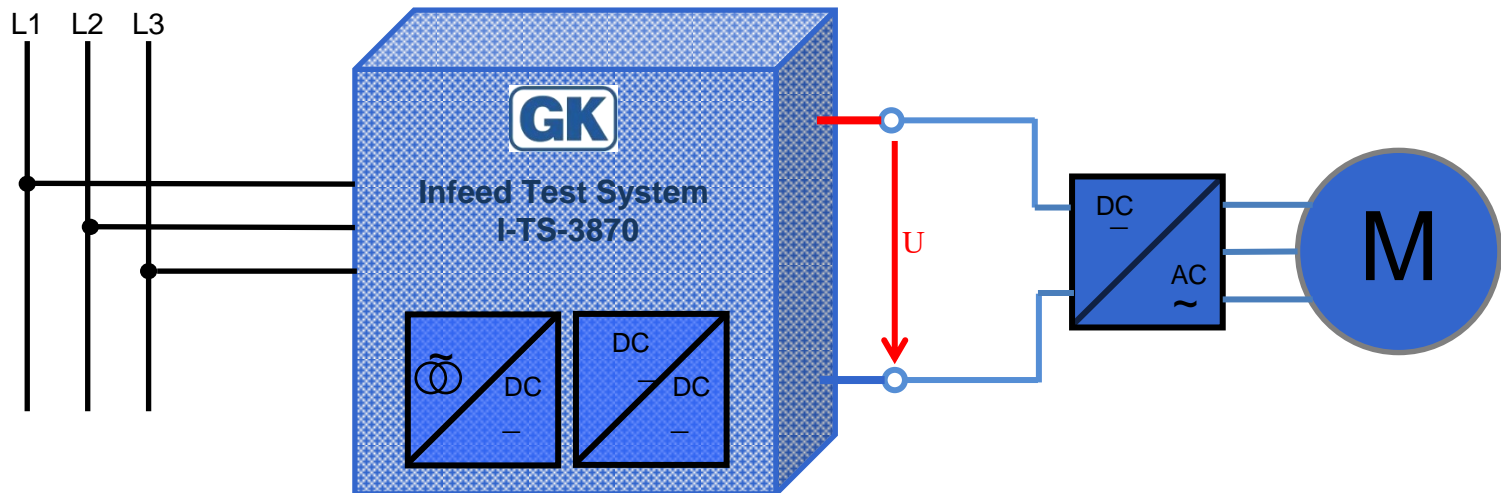 L1 L2 L3
GK
Infeed Test System
I-TS-3870
U
~
DC
–
DC
–
DC
–
DC
–
AC
~
M